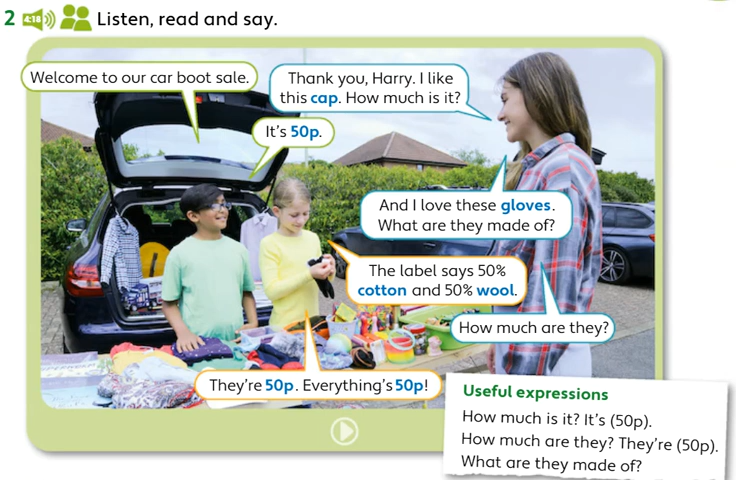 2 4:18 Listen, read and say.
Welcome to our car boot sale.
Thank you, Harry. I like
this cap. How much is it?
It's 50p.
And I love these gloves.
What are they made of?
The label says 50%
cotton and 50% wool.
How much are they?
They're 50p. Everything's 50p!
Useful expressions
How much is it? It's (50p).
How much are they? They're (50p).
What are they made of?